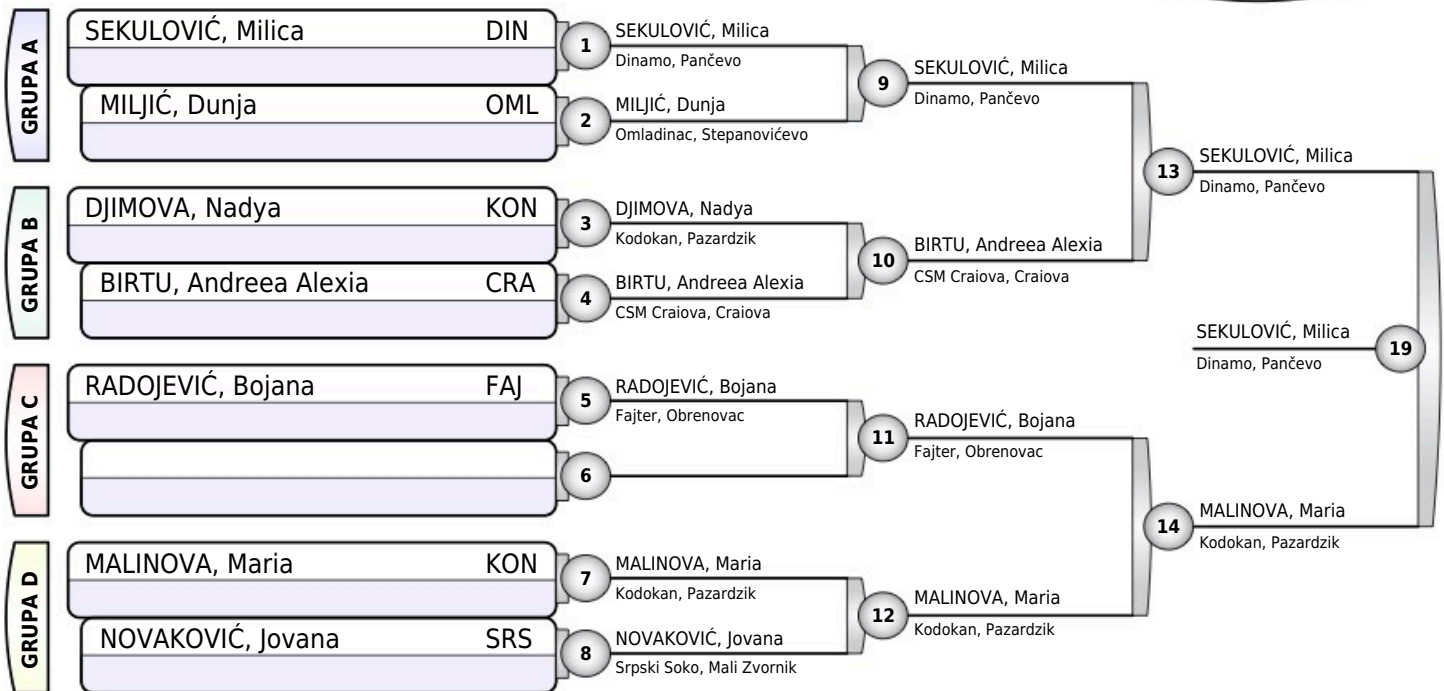 GRUPA A
SEKULOVIĆ, Milica DIN
MILJIĆ, Dunja OML
GRUPA B
DJIMOVA, Nadya KON
BIRTU, Andreea Alexia CRA
GRUPA C
RADOJEVIĆ, Bojana FAJ
GRUPA D
MALINOVA, Maria KON
NOVAKOVIĆ, Jovana SRS
1
SEKULOVIĆ, Milica
Dinamo, Pančevo
2
MILJIĆ, Dunja
Omladinac, Stepanovićevo
3
DJIMOVA, Nadya
Kodokan, Pazardzik
4
BIRTU, Andreea Alexia
CSM Craiova, Craiova
5
RADOJEVIĆ, Bojana
Fajter, Obrenovac
6
7
MALINOVA, Maria
Kodokan, Pazardzik
8
NOVAKOVIĆ, Jovana
Srpski Soko, Mali Zvornik
9
SEKULOVIĆ, Milica
Dinamo, Pančevo
10
BIRTU, Andreea Alexia
CSM Craiova, Craiova
11
RADOJEVIĆ, Bojana
Fajter, Obrenovac
12
MALINOVA, Maria
Kodokan, Pazardzik
13
SEKULOVIĆ, Milica
Dinamo, Pančevo
14
MALINOVA, Maria
Kodokan, Pazardzik
SEKULOVIĆ, Milica
Dinamo, Pančevo
19